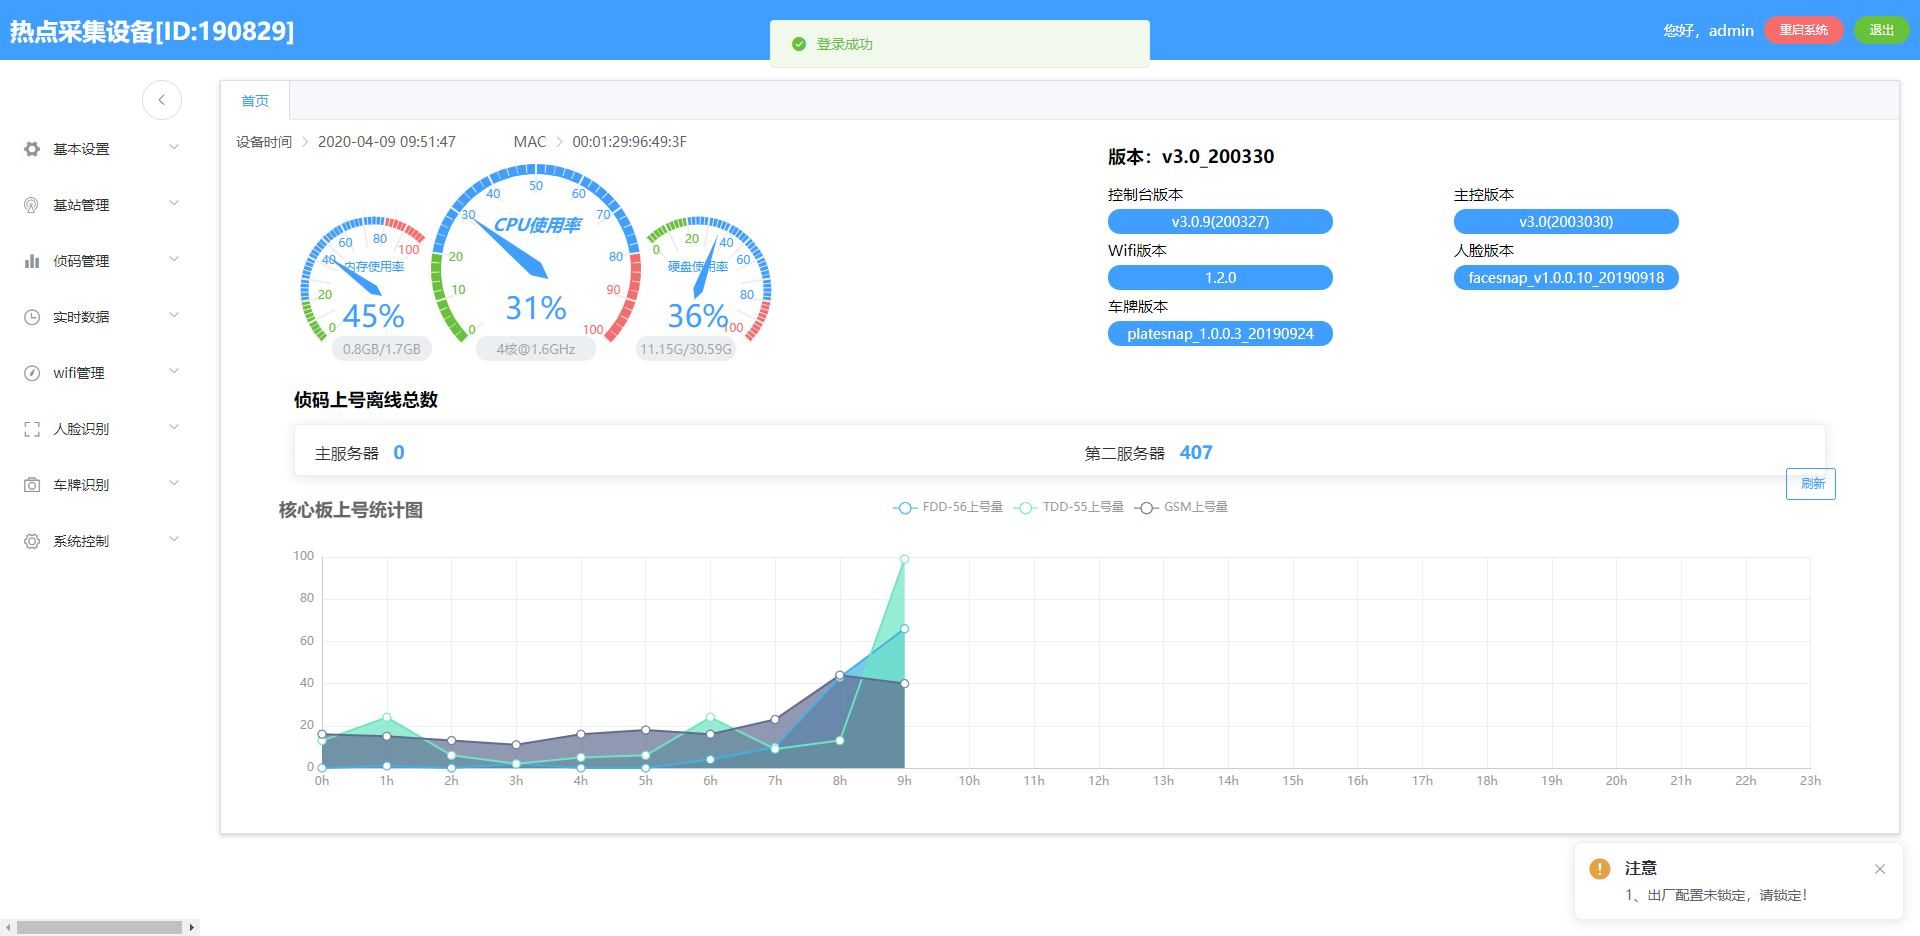 热点采集设备[ID:190829]
登录成功
您好，admin
重启系统
退出
首页
基本设置
基站管理
侦码管理
实时数据
wifi管理
人脸识别
车牌识别
系统控制
设备时间 2020-04-09 09:51:47 MAC 00:01:29:96:49:3F
0 20 40 60 80 100
内存使用率
45%
0.8GB/1.7GB
0 10 20 30 40 50 60 70 80 90 100
CPU使用率
31%
4核@1.6GHz
0 20 40 60 80 100
硬盘使用率
36%
11.15G/30.59G
版本：v3.0_200330
控制台版本
v3.0.9(200327)
主控版本
v3.0(2003030)
Wifi版本
1.2.0
人脸版本
facesnap_v1.0.0.10_20190918
车牌版本
platesnap_1.0.0.3_20190924
侦码上号离线总数
主服务器 0
第二服务器 407
刷新
核心板上号统计图
FDD-56上号量 TDD-55上号量 GSM上号量
100
80
60
40
20
0
0h 1h 2h 3h 4h 5h 6h 7h 8h 9h 10h 11h 12h 13h 14h 15h 16h 17h 18h 19h 20h 21h 22h 23h
注意
1、出厂配置未锁定，请锁定！